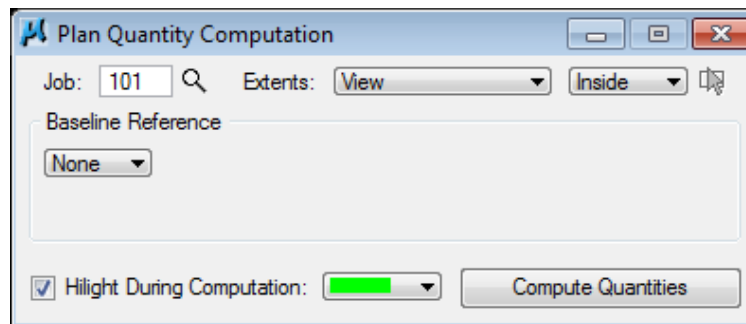 Plan Quantity Computation
Job: 101 Extents: View Inside
Baseline Reference
None
Hilight During Computation: Compute Quantities